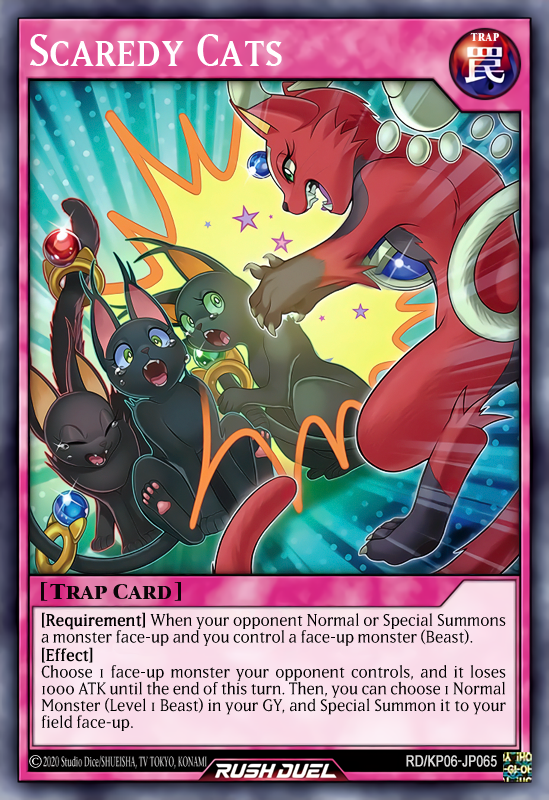 Scaredy Cats
TRAP
罠
[Trap Card]
[Requirement] When your opponent Normal or Special Summons
a monster face-up and you control a face-up monster (Beast).
[Effect]
Choose 1 face-up monster your opponent controls, and it loses
1000 ATK until the end of this turn. Then, you can choose 1 Normal
Monster (Level 1 Beast) in your GY, and Special Summon it to your
field face-up.
©2020 Studio Dice/SHUEISHA, TV TOKYO, KONAMI
RUSH DUEL
RD/KP06-JP065